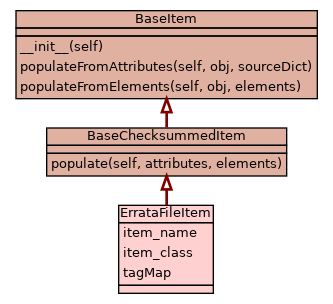 BaseItem
__init__(self)
populateFromAttributes(self, obj, sourceDict)
populateFromElements(self, obj, elements)
BaseChecksummedItem
populate(self, attributes, elements)
ErrataFileItem
item_name
item_class
tagMap